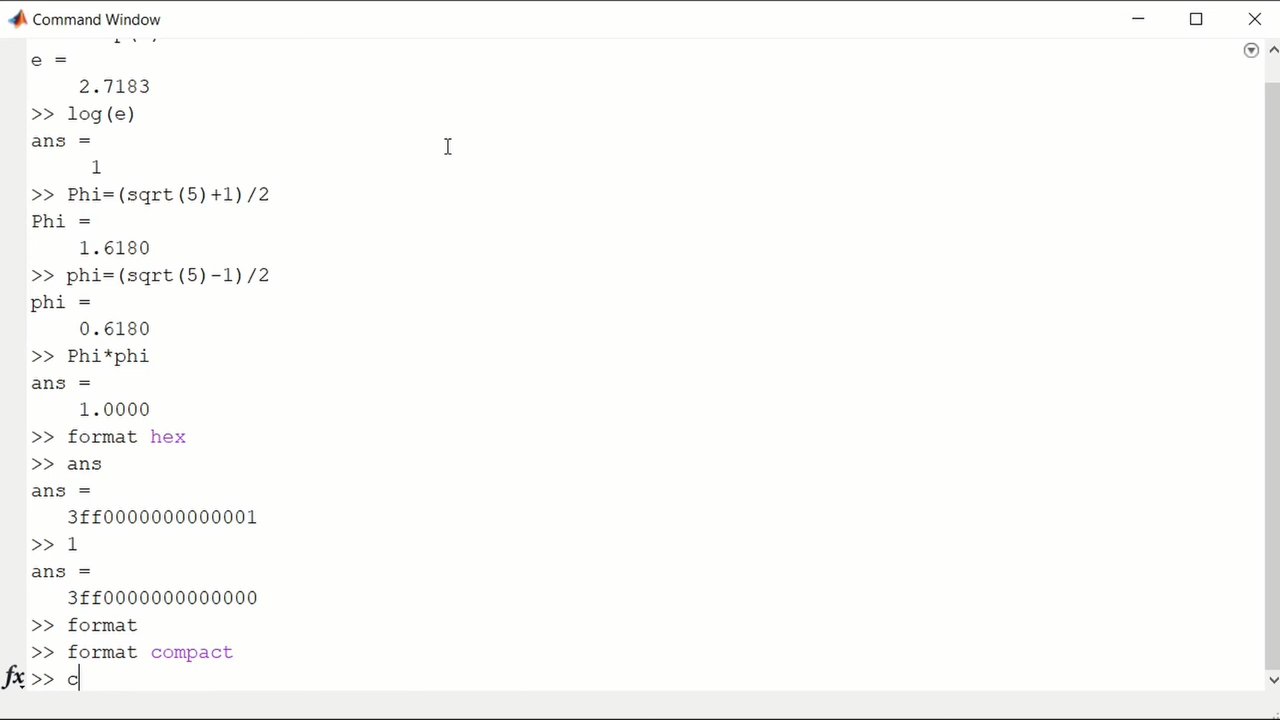 Command Window
e =
2.7183
>> log(e)
ans =
1
>> Phi=(sqrt(5)+1)/2
Phi =
1.6180
>> phi=(sqrt(5)-1)/2
phi =
0.6180
>> Phi*phi
ans =
1.0000
>> format hex
>> ans
ans =
3ff0000000000001
>> 1
ans =
3ff0000000000000
>> format
>> format compact
fx >> c